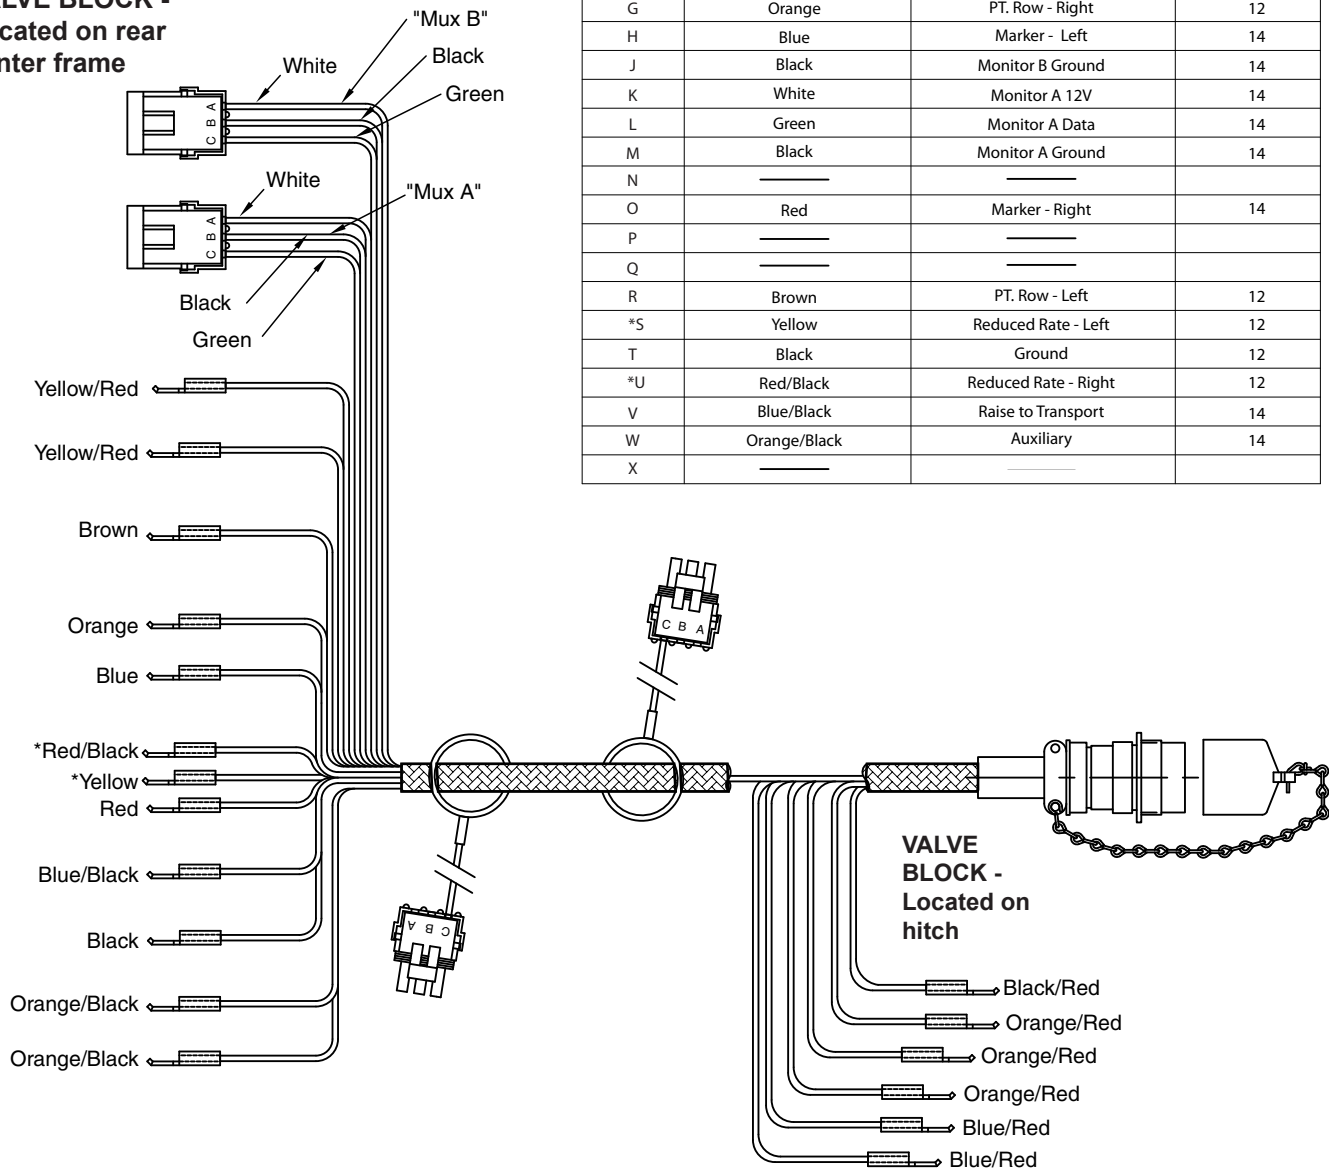 BLOCK -
on rear
frame
"Mux B"
White
Black
Green
White
"Mux A"
Black
Green
G Orange PT. Row - Right 12
H Blue Marker - Left 14
J Black Monitor B Ground 14
K White Monitor A 12V 14
L Green Monitor A Data 14
M Black Monitor A Ground 14
N
O Red Marker - Right 14
P
Q
R Brown PT. Row - Left 12
*S Yellow Reduced Rate - Left 12
T Black Ground 12
*U Red/Black Reduced Rate - Right 12
V Blue/Black Raise to Transport 14
W Orange/Black Auxiliary 14
X
C B A
C B A
Yellow/Red
Yellow/Red
Brown
Orange
Blue
*Red/Black
*Yellow
Red
Blue/Black
Black
Orange/Black
Orange/Black
C B A
C B A
VALVE
BLOCK -
Located on
hitch
Black/Red
Orange/Red
Orange/Red
Orange/Red
Blue/Red
Blue/Red